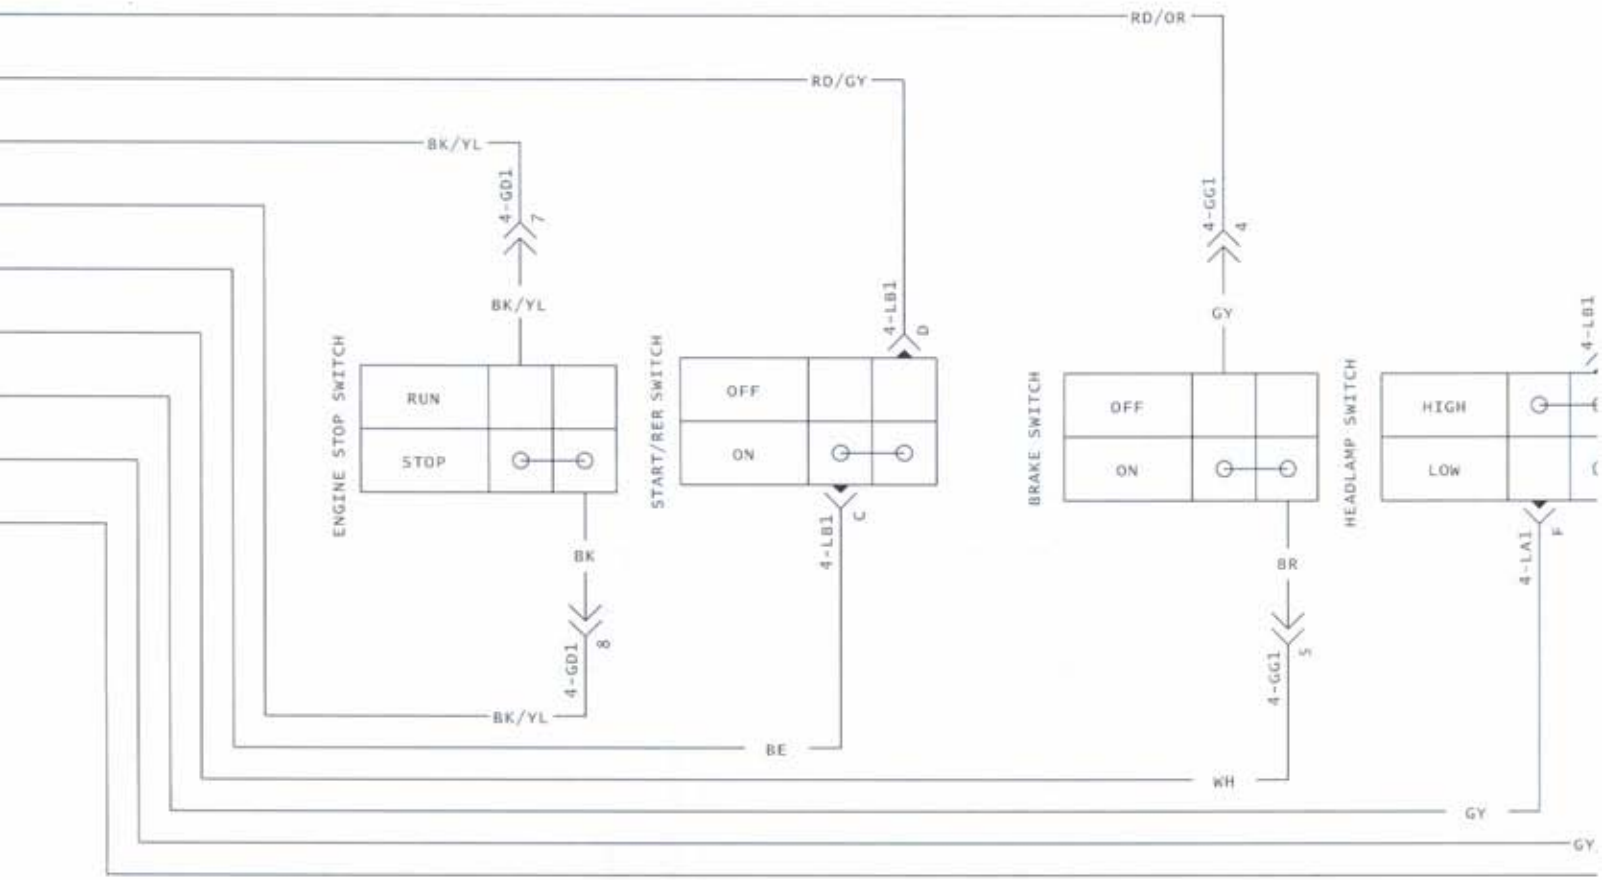 RD/OR
RD/GY
BK/YL
4-GD1
7
4-GG1
4
BK/YL
4-LB1
D
GY
4-LB1
ENGINE STOP SWITCH
RUN
STOP
START/RER SWITCH
OFF
ON
BRAKE SWITCH
OFF
ON
HEADLAMP SWITCH
HIGH
LOW
BK
4-LB1
C
BR
4-LA1
F
4-GD1
8
4-GG1
5
BK/YL
BE
WH
GY
GY